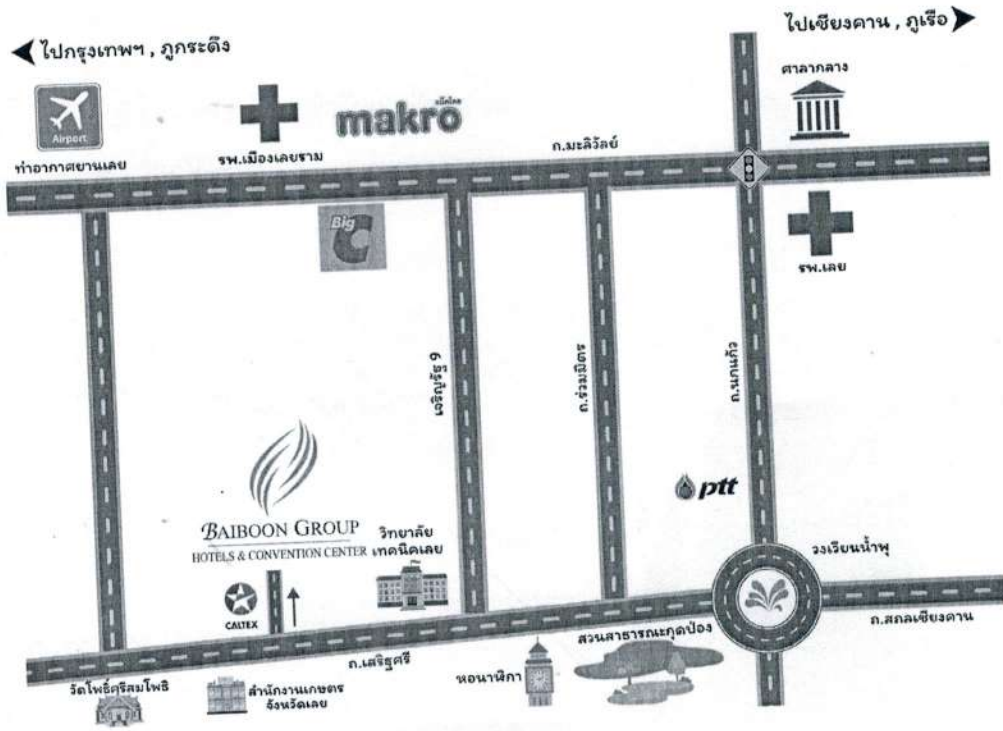 ไปกรุงเทพฯ , ภูกระดึง
ไปเชียงคาน , ภูเรือ
Airport
ท่าอากาศยานเลย
รพ.เมืองเลยราม
แม็คโคร
makro
ถ.มะลิวัลย์
ศาลากลาง
Big
C
รพ.เลย
เจริญรัฐ 9
ถ.ร่วมมิตร
ถ.นกแก้ว
ptt
BAIBOON GROUP
HOTELS & CONVENTION CENTER
วิทยาลัย
เทคนิคเลย
CALTEX
วงเวียนน้ำพุ
ถ.สกลเชียงคาน
ถ.เสริฐศรี
สวนสาธารณะกุดป่อง
หอนาฬิกา
วัดโพธิ์ศรีสมโพธิ
สำนักงานเกษตร
จังหวัดเลย